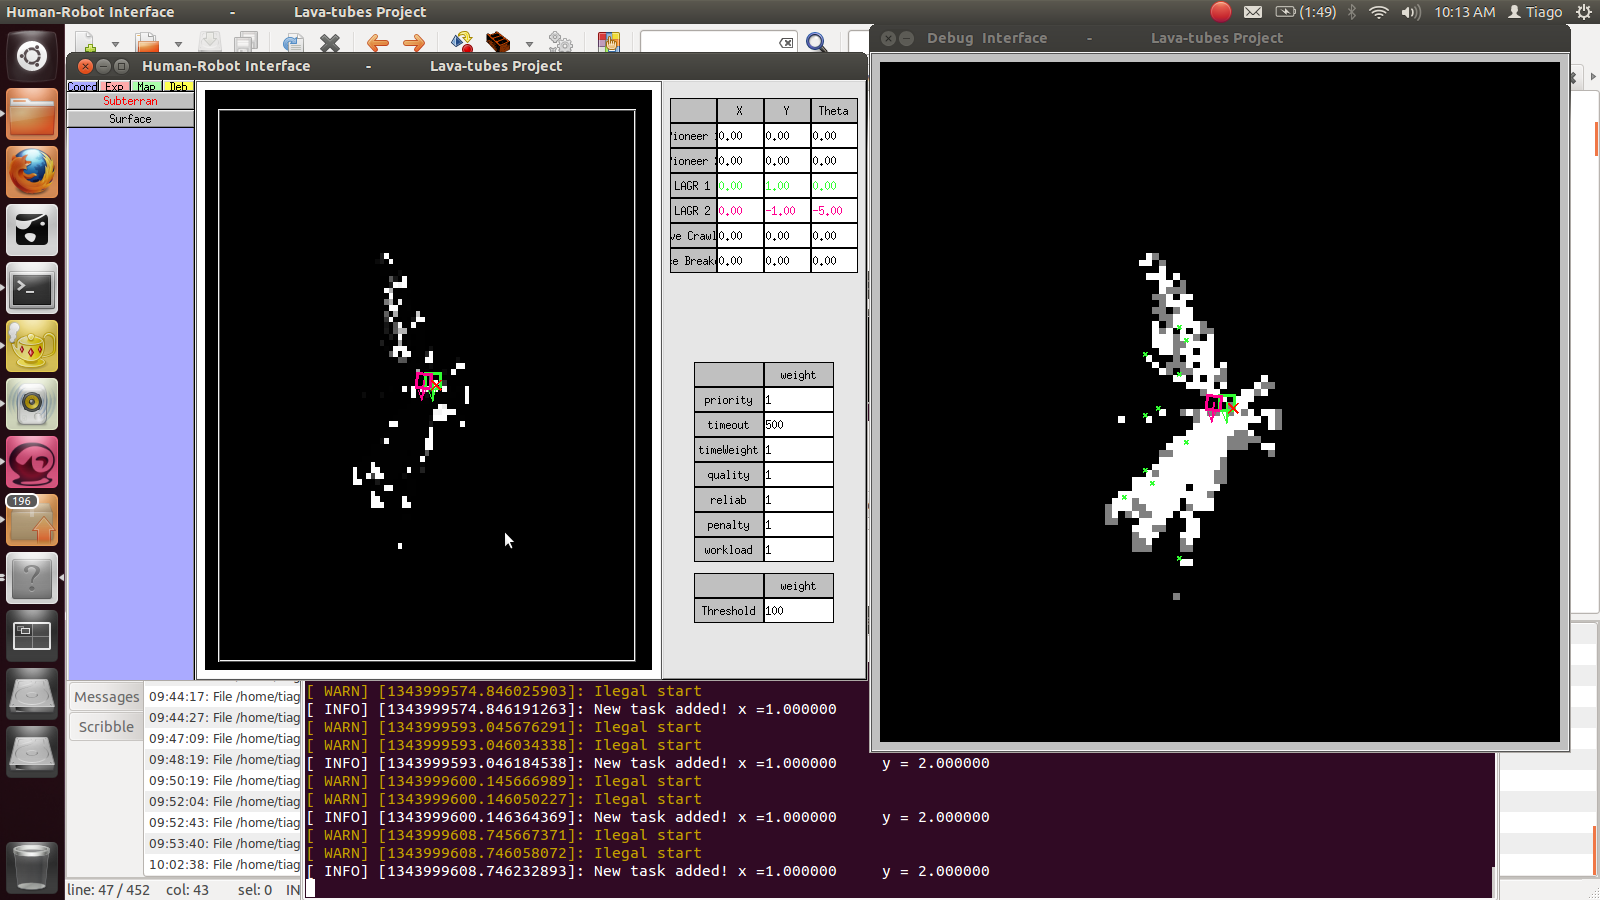 Human-Robot Interface - Lava-tubes Project
(1:49) 10:13 AM Tiago
Debug Interface - Lava-tubes Project
Human-Robot Interface - Lava-tubes Project
Coord Exp Map Deb
Subterran
Surface
X Y Theta
Pioneer 0.00 0.00 0.00
Pioneer 0.00 0.00 0.00
LAGR 1 0.00 1.00 0.00
LAGR 2 0.00 -1.00 -5.00
ve Crawl 0.00 0.00 0.00
e Break 0.00 0.00 0.00
weight
priority 1
timeout 500
timeWeight 1
quality 1
reliab 1
penalty 1
workload 1
weight
Threshold 100
196
Messages
Scribble
09:44:17: File /home/tiag
09:44:27: File /home/tiag
09:47:09: File /home/tiag
09:48:19: File /home/tiag
09:50:19: File /home/tiag
09:52:04: File /home/tiag
09:52:43: File /home/tiag
09:53:40: File /home/tiag
10:02:38: File /home/tiag
[ WARN] [1343999574.846025903]: Ilegal start
[ INFO] [1343999574.846191263]: New task added! x =1.000000
[ WARN] [1343999593.045676291]: Ilegal start
[ WARN] [1343999593.046034338]: Ilegal start
[ INFO] [1343999593.046184538]: New task added! x =1.000000 y = 2.000000
[ WARN] [1343999600.145666989]: Ilegal start
[ WARN] [1343999600.146050227]: Ilegal start
[ INFO] [1343999600.146364369]: New task added! x =1.000000 y = 2.000000
[ WARN] [1343999608.745667371]: Ilegal start
[ WARN] [1343999608.746058072]: Ilegal start
[ INFO] [1343999608.746232893]: New task added! x =1.000000 y = 2.000000
line: 47 / 452 col: 43 sel: 0 IN